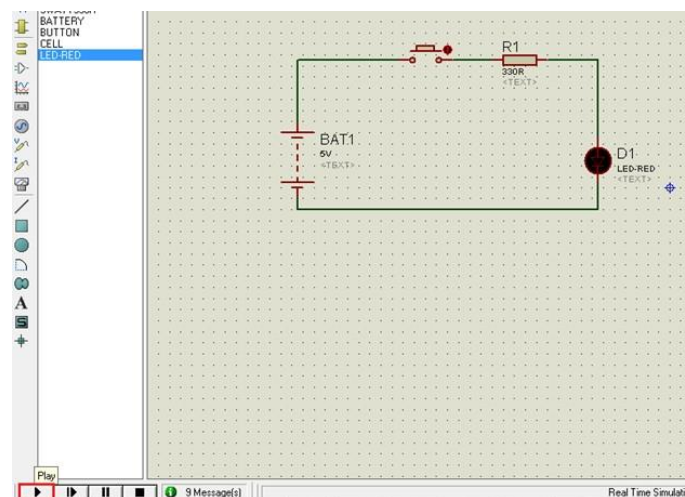 BATTERY
BUTTON
CELL
LED-RED
R1
330R
<TEXT>
BAT1
5V
<TEXT>
D1
LED-RED
<TEXT>
A
S
Play
9 Message(s)
Real Time Simulati